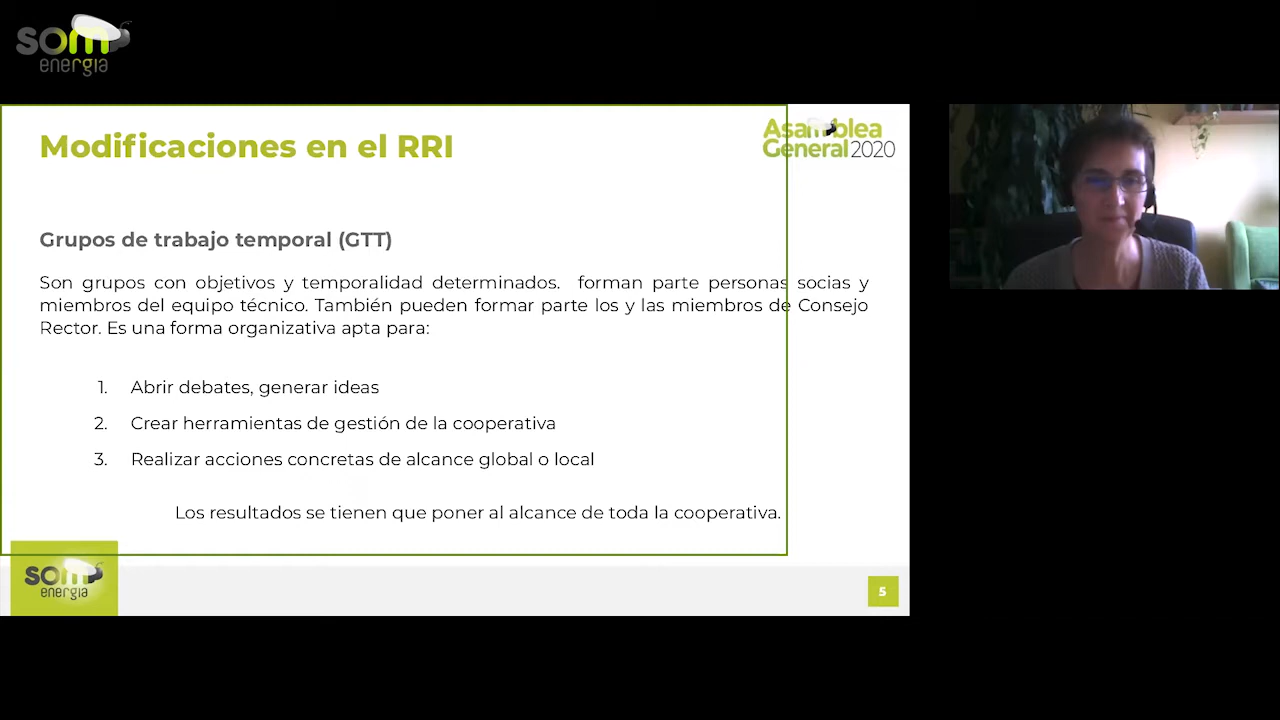 som
energia
Modificaciones en el RRI
Asamblea
General 2020
Grupos de trabajo temporal (GTT)
Son grupos con objetivos y temporalidad determinados. forman parte personas socias y
miembros del equipo técnico. También pueden formar parte los y las miembros de Consejo
Rector. Es una forma organizativa apta para:
1. Abrir debates, generar ideas
2. Crear herramientas de gestión de la cooperativa
3. Realizar acciones concretas de alcance global o local
Los resultados se tienen que poner al alcance de toda la cooperativa.
som
energia
5